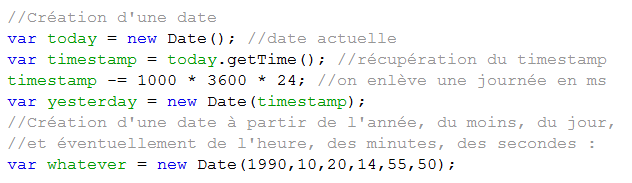 //Création d'une date
var today = new Date(); //date actuelle
var timestamp = today.getTime(); //récupération du timestamp
timestamp -= 1000 * 3600 * 24; //on enlève une journée en ms
var yesterday = new Date(timestamp);
//Création d'une date à partir de l'année, du moins, du jour,
//et éventuellement de l'heure, des minutes, des secondes :
var whatever = new Date(1990,10,20,14,55,50);